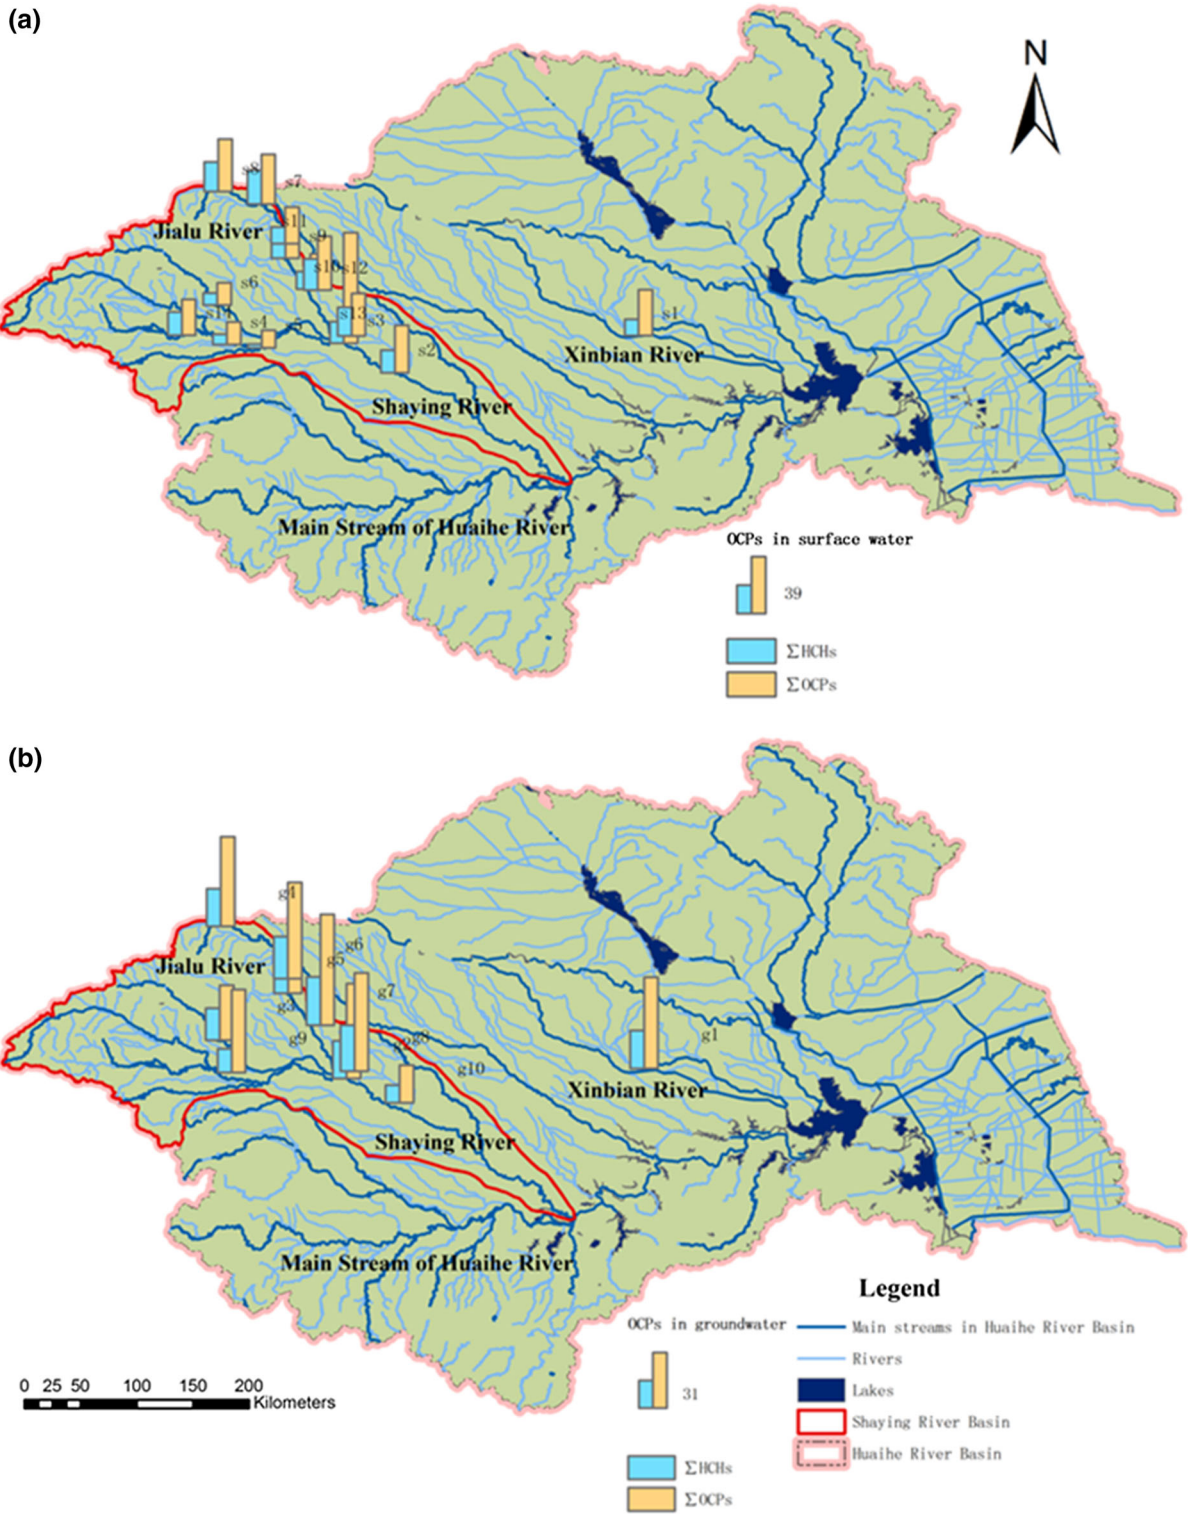 (a)
N
s8
s7
Jialu River
s11
s9
s10
s12
s6
s14
s4
s5
s13
s3
s2
s1
Xinbian River
Shaying River
Main Stream of Huaihe River
OCPs in surface water
39
ΣHCHs
ΣOCPs
(b)
g4
g6
g5
Jialu River
g7
g3
g9
g2
g8
g10
g1
Xinbian River
Shaying River
Main Stream of Huaihe River
Legend
OCPs in groundwater
31
ΣHCHs
ΣOCPs
Main streams in Huaihe River Basin
Rivers
Lakes
Shaying River Basin
Huaihe River Basin
0 25 50 100 150 200
Kilometers